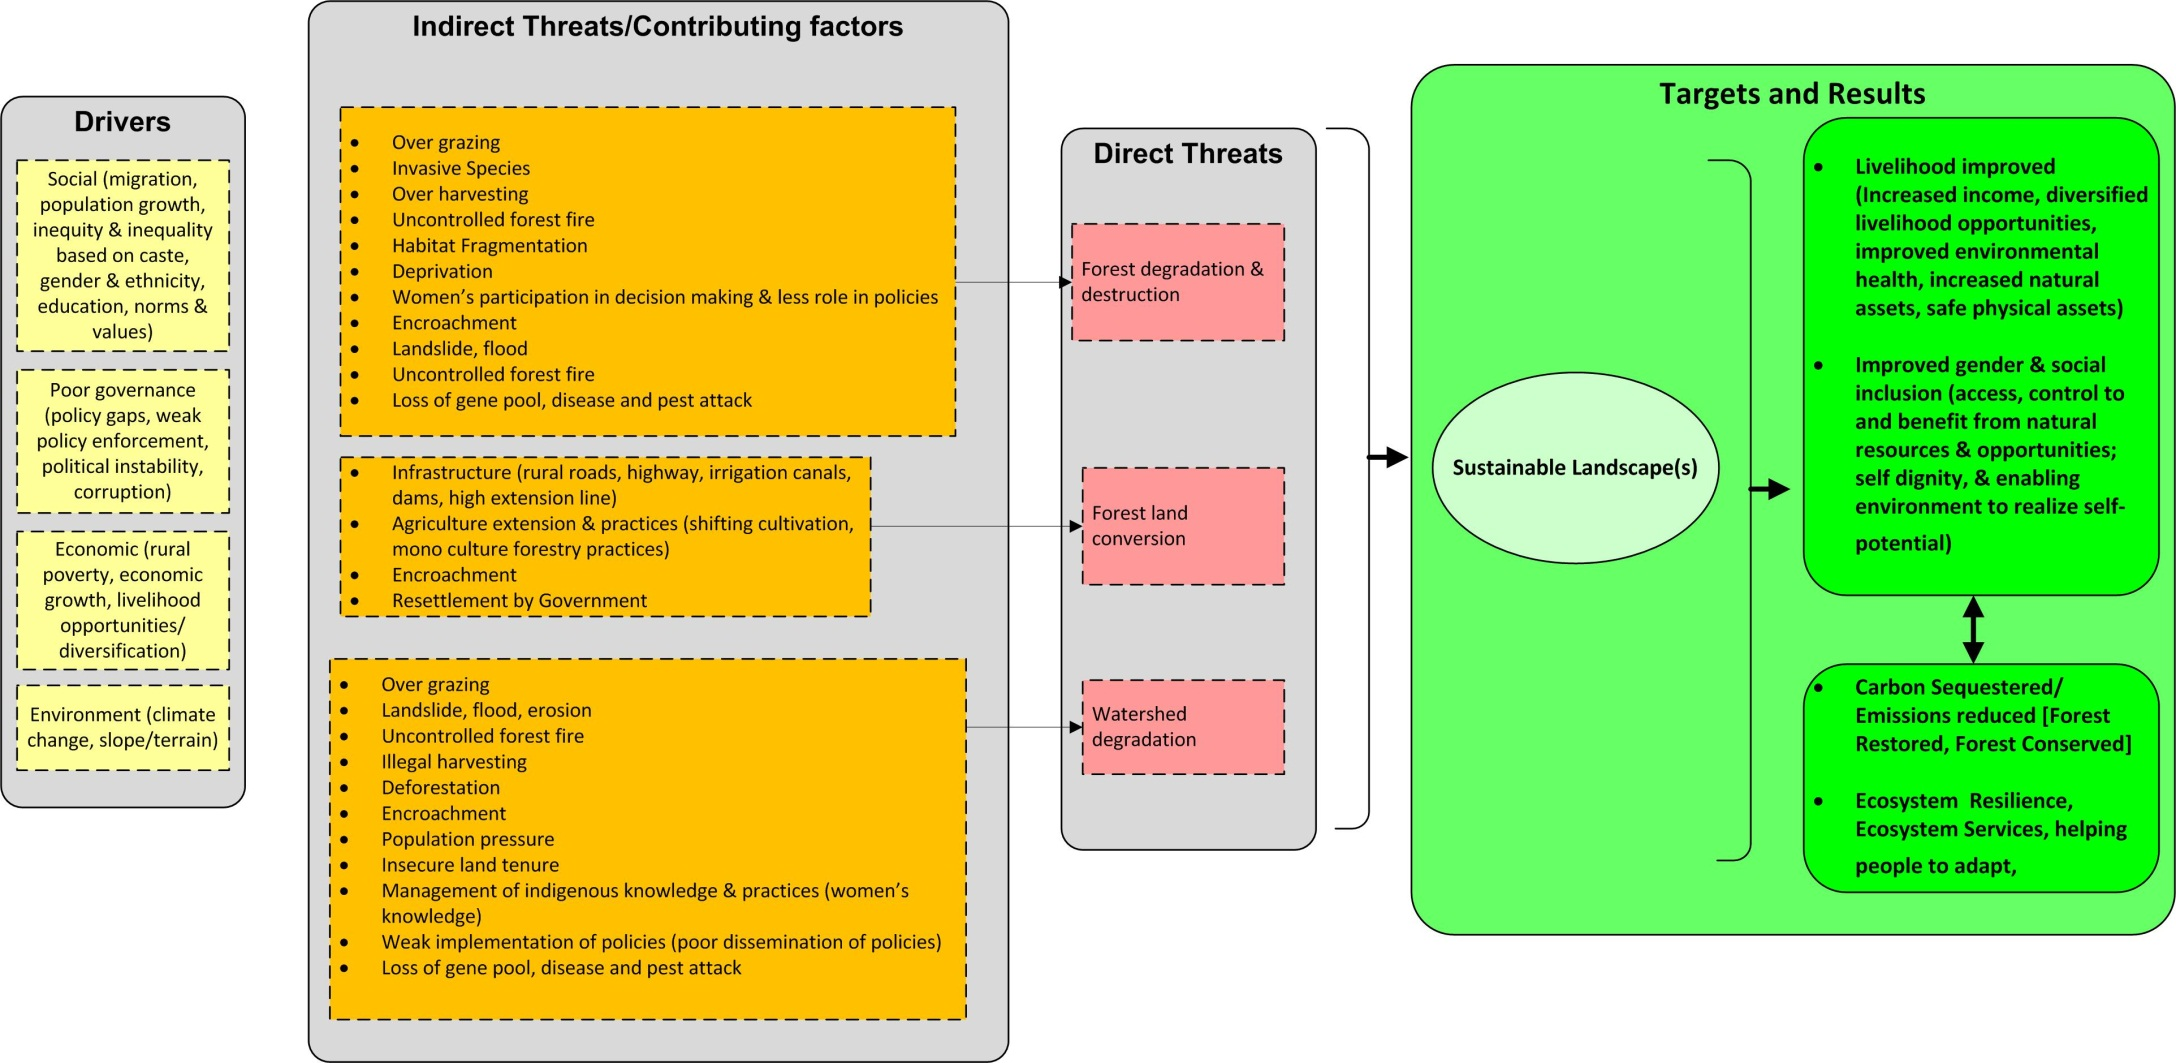 Drivers
Social (migration,
population growth,
inequity & inequality
based on caste,
gender & ethnicity,
education, norms &
values)
Poor governance
(policy gaps, weak
policy enforcement,
political instability,
corruption)
Economic (rural
poverty, economic
growth, livelihood
opportunities/
diversification)
Environment (climate
change, slope/terrain)
Indirect Threats/Contributing factors
• Over grazing
• Invasive Species
• Over harvesting
• Uncontrolled forest fire
• Habitat Fragmentation
• Deprivation
• Women’s participation in decision making & less role in policies
• Encroachment
• Landslide, flood
• Uncontrolled forest fire
• Loss of gene pool, disease and pest attack
• Infrastructure (rural roads, highway, irrigation canals,
dams, high extension line)
• Agriculture extension & practices (shifting cultivation,
mono culture forestry practices)
• Encroachment
• Resettlement by Government
• Over grazing
• Landslide, flood, erosion
• Uncontrolled forest fire
• Illegal harvesting
• Deforestation
• Encroachment
• Population pressure
• Insecure land tenure
• Management of indigenous knowledge & practices (women’s
knowledge)
• Weak implementation of policies (poor dissemination of policies)
• Loss of gene pool, disease and pest attack
Direct Threats
Forest degradation &
destruction
Forest land
conversion
Watershed
degradation
Targets and Results
Sustainable Landscape(s)
• Livelihood improved
(Increased income, diversified
livelihood opportunities,
improved environmental
health, increased natural
assets, safe physical assets)
• Improved gender & social
inclusion (access, control to
and benefit from natural
resources & opportunities;
self dignity, & enabling
environment to realize self-
potential)
• Carbon Sequestered/
Emissions reduced [Forest
Restored, Forest Conserved]
• Ecosystem  Resilience,
Ecosystem Services, helping
people to adapt,